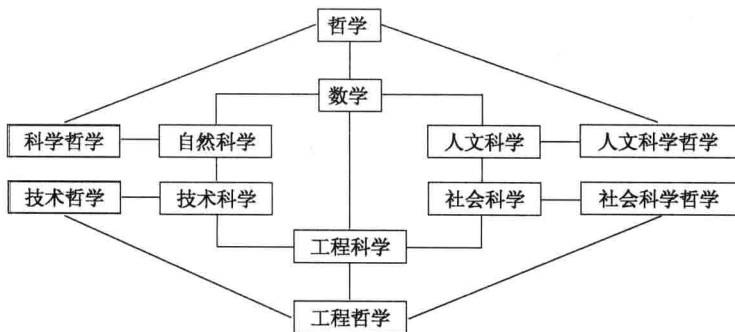 哲学
数学
科学哲学 自然科学 人文科学 人文科学哲学
技术哲学 技术科学 社会科学 社会科学哲学
工程科学
工程哲学